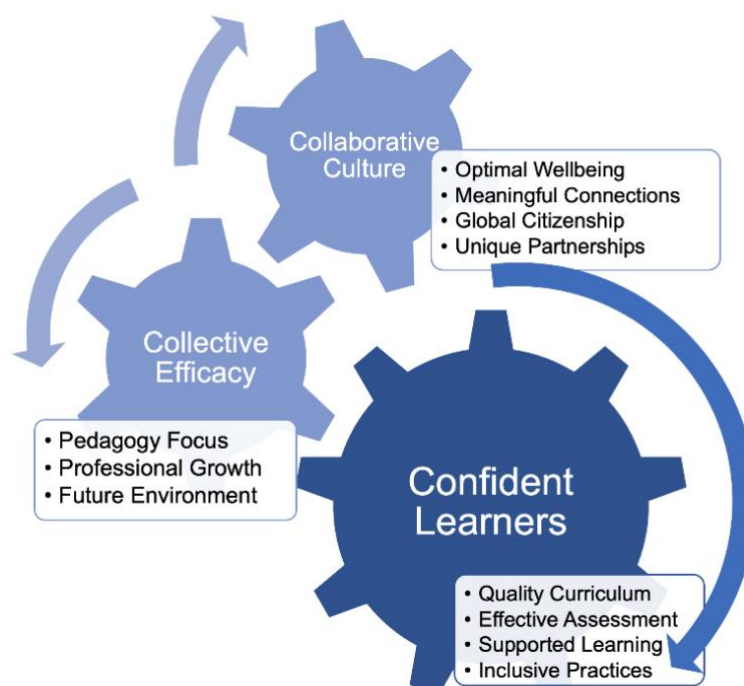 Collaborative
Culture
• Optimal Wellbeing
• Meaningful Connections
• Global Citizenship
• Unique Partnerships
Collective
Efficacy
• Pedagogy Focus
• Professional Growth
• Future Environment
Confident
Learners
• Quality Curriculum
• Effective Assessment
• Supported Learning
• Inclusive Practices